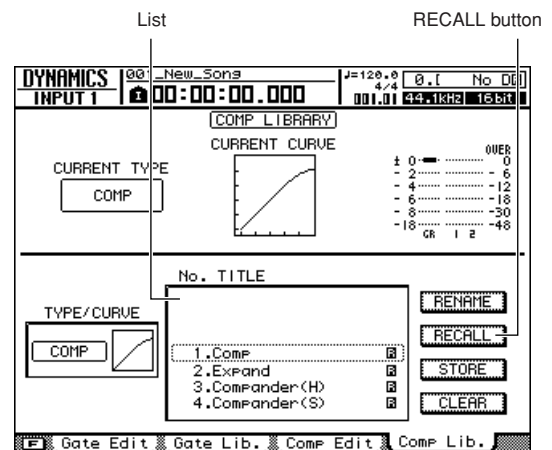 List RECALL button
DYNAMICS 001_New_Song J=120.0 0.[ No D
INPUT 1 I 00:00:00.000 4/4 001.01 44.1kHz 16bit
COMP LIBRARY
CURRENT CURVE
CURRENT TYPE
COMP
OVER
± 0 0
- 2 - 6
- 4 -12
- 6 -18
- 8 -30
-18 -48
GR 1 2
No. TITLE
TYPE/CURVE
COMP
RENAME
RECALL
STORE
CLEAR
1.Comp R
2.Expand R
3.Compander(H) R
4.Compander(S) R
F Gate Edit Gate Lib. Comp Edit Comp Lib.